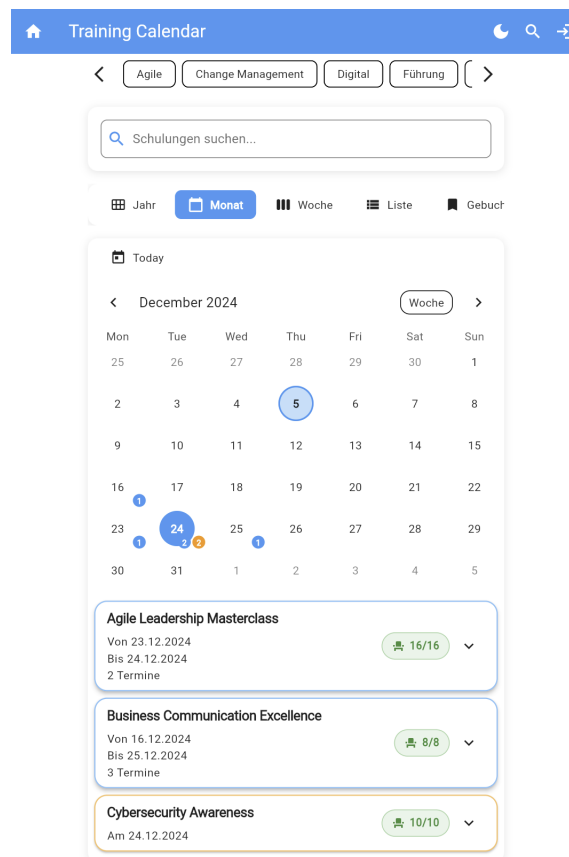 Training Calendar
Agile Change Management Digital Führung
Schulungen suchen...
Jahr Monat Woche Liste Gebuch
Today
December 2024 Woche
Mon Tue Wed Thu Fri Sat Sun
25 26 27 28 29 30 1
2 3 4 5 6 7 8
9 10 11 12 13 14 15
16 17 18 19 20 21 22
1
23 24 25 26 27 28 29
1 2 2 1
30 31 1 2 3 4 5
Agile Leadership Masterclass
Von 23.12.2024
Bis 24.12.2024
2 Termine
16/16
Business Communication Excellence
Von 16.12.2024
Bis 25.12.2024
3 Termine
8/8
Cybersecurity Awareness
Am 24.12.2024
10/10